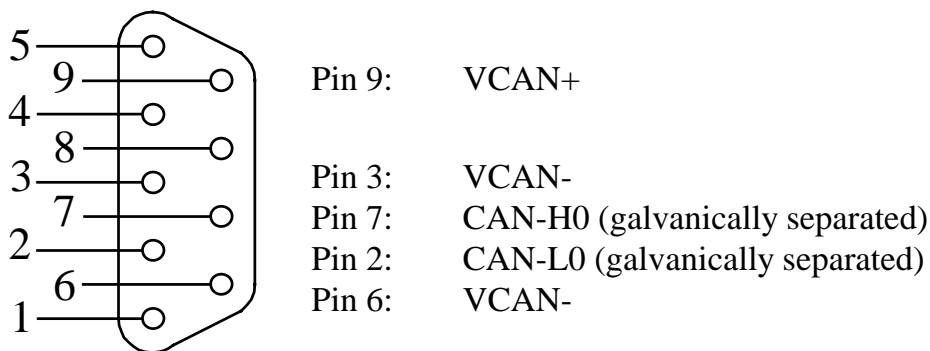 5
9
Pin 9: VCAN+
4
8
3
Pin 3: VCAN-
7
Pin 7: CAN-H0 (galvanically separated)
2
Pin 2: CAN-L0 (galvanically separated)
6
Pin 6: VCAN-
1